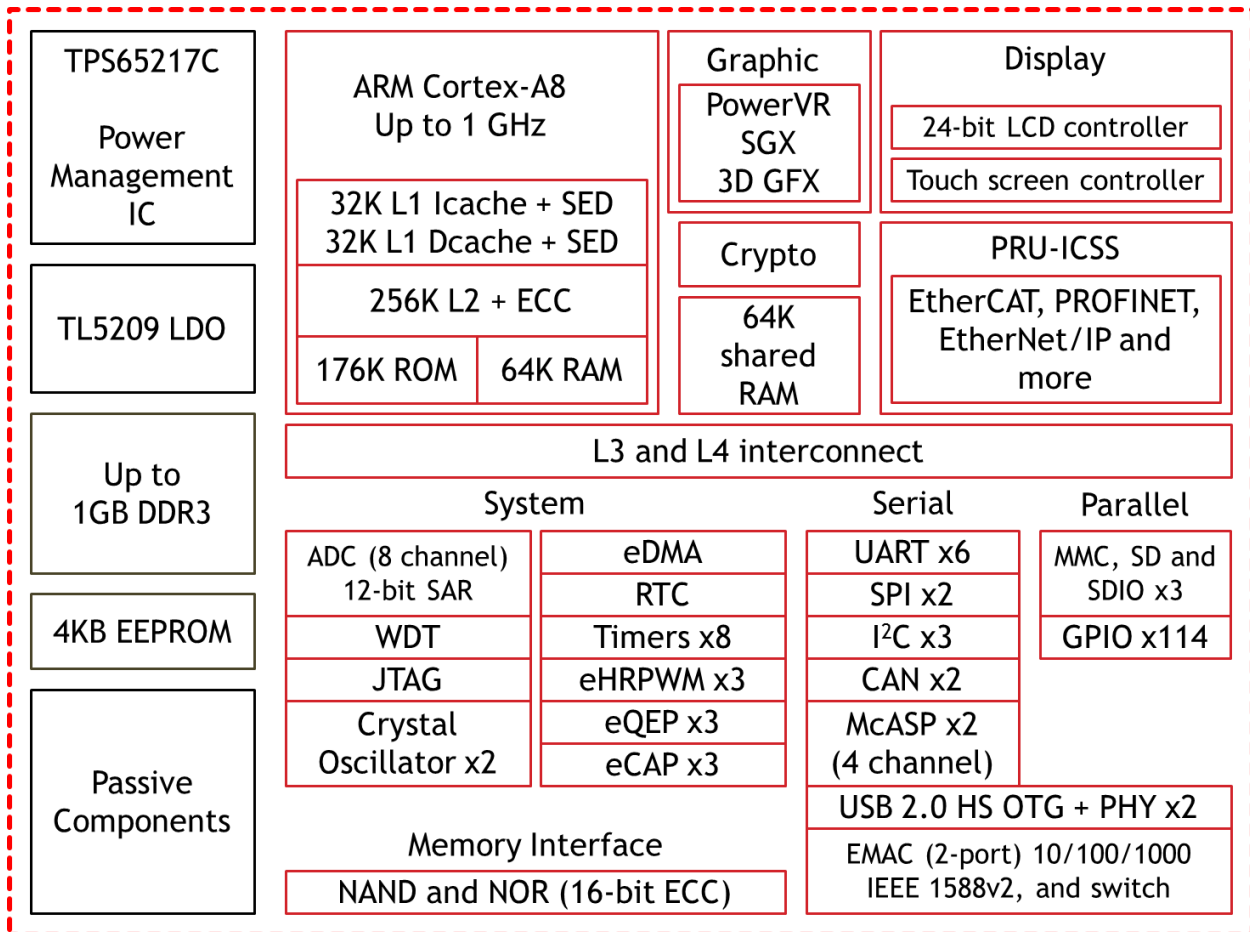 TPS65217C
Power
Management
IC
TL5209 LDO
Up to
1GB DDR3
4KB EEPROM
Passive
Components
ARM Cortex-A8
Up to 1 GHz
32K L1 Icache + SED
32K L1 Dcache + SED
256K L2 + ECC
176K ROM
64K RAM
Graphic
PowerVR
SGX
3D GFX
Crypto
64K
shared
RAM
Display
24-bit LCD controller
Touch screen controller
PRU-ICSS
EtherCAT, PROFINET,
EtherNet/IP and
more
L3 and L4 interconnect
System
ADC (8 channel)
12-bit SAR
WDT
JTAG
Crystal
Oscillator x2
eDMA
RTC
Timers x8
eHRPWM x3
eQEP x3
eCAP x3
Serial
UART x6
SPI x2
I²C x3
CAN x2
McASP x2
(4 channel)
USB 2.0 HS OTG + PHY x2
EMAC (2-port) 10/100/1000
IEEE 1588v2, and switch
Parallel
MMC, SD and
SDIO x3
GPIO x114
Memory Interface
NAND and NOR (16-bit ECC)